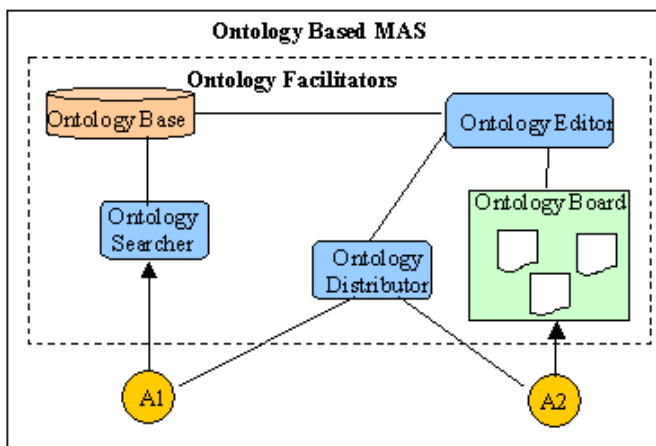 Ontology Based MAS
Ontology Facilitators
Ontology Base
Ontology Editor
Ontology
Searcher
Ontology Board
Ontology
Distributor
A1
A2